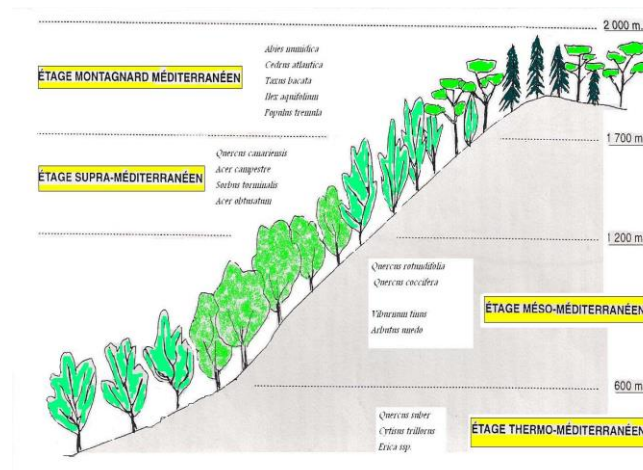 2 000 m.
ÉTAGE MONTAGNARD MÉDITERRANÉEN
Abies numidica
Cedrus atlantica
Taxus bacata
Ilex aquifolium
Populus tremula
1.700 m.
ÉTAGE SUPRA-MÉDITERRANÉEN
Quercus canariensis
Acer campestre
Sorbus torminalis
Acer obtusatum
1.200 m.
Quercus rotundifolia
Quercus coccifera
Viburnum tinus
Arbutus unedo
ÉTAGE MÉSO-MÉDITERRANÉEN
600 m.
Quercus suber
Cytisus triflorus
Erica ssp.
ÉTAGE THERMO-MÉDITERRANÉEN